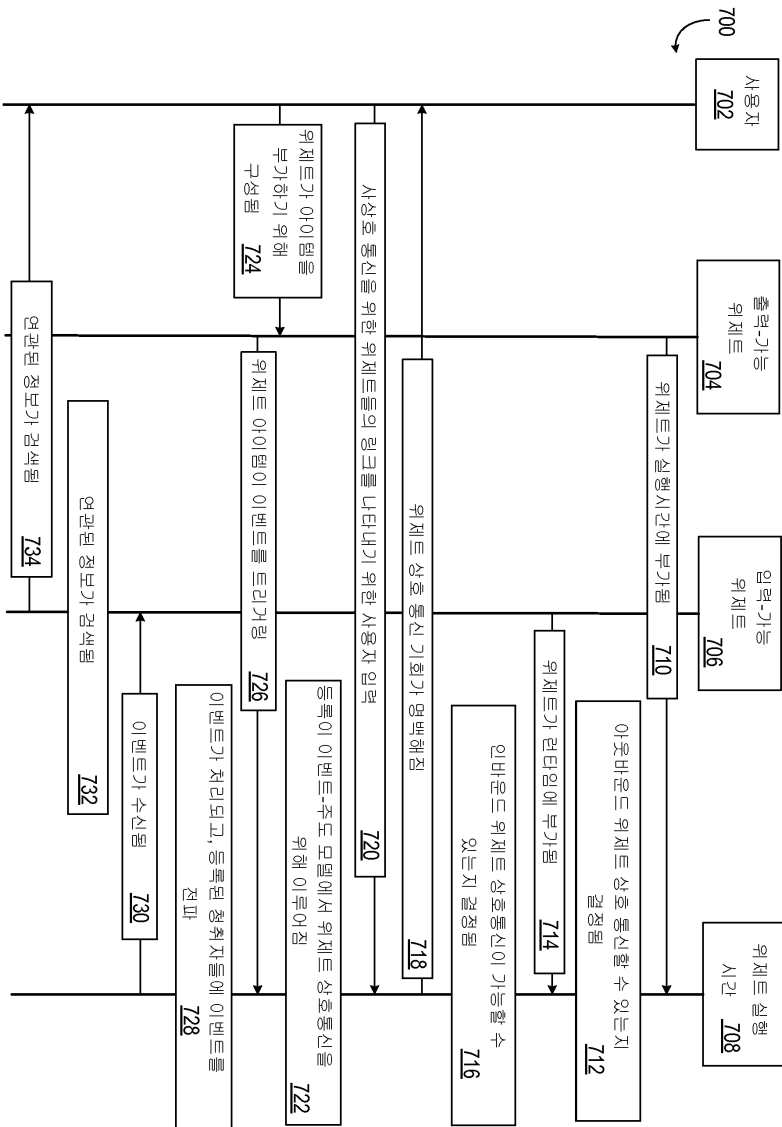 700
사용자
702
출력-가능
위제트
704
입력-가능
위제트
706
위제트 실행
시간
708
위제트가 실행시간에 부가됨
710
아웃바운드 위제트 상호 통신할 수 있는지
결정됨
712
위제트가 런타임에 부가됨
714
인바운드 위제트 상호통신이 가능할 수
있는지 결정됨
716
위제트 상호 통신 기회가 명백해짐
718
사상호 통신을 위한 위제트들의 링크를 나타내기 위한 사용자 입력
720
등록이 이벤트-주도 모델에서 위제트 상호통신을
위해 이루어짐
722
위제트가 아이템을
부가하기 위해
구성됨
724
위제트 아이템이 이벤트를 트리거링
726
이벤트가 처리되고, 등록된 청취자들에 이벤트를
전파
728
이벤트가 수신됨
730
연관된 정보가 검색됨
732
연관된 정보가 검색됨
734